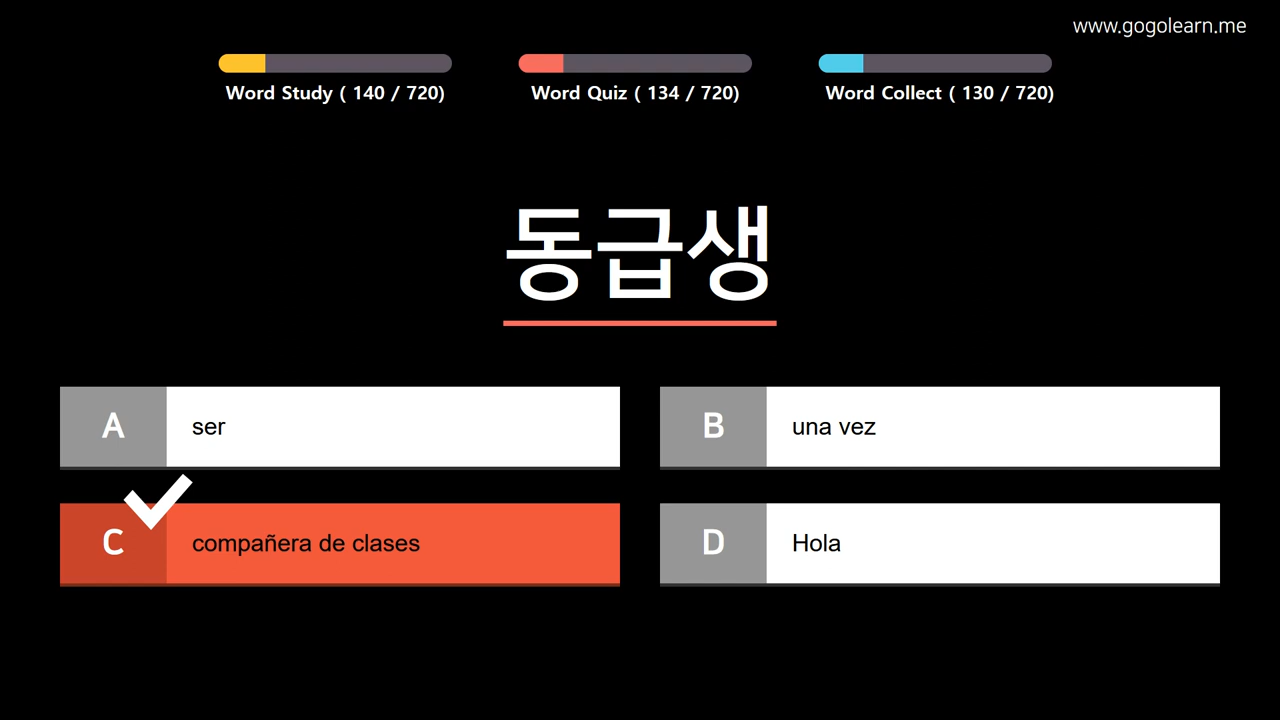 www.gogolearn.me
Word Study ( 140 / 720)
Word Quiz ( 134 / 720)
Word Collect ( 130 / 720)
동급생
A ser
B una vez
C compañera de clases
D Hola